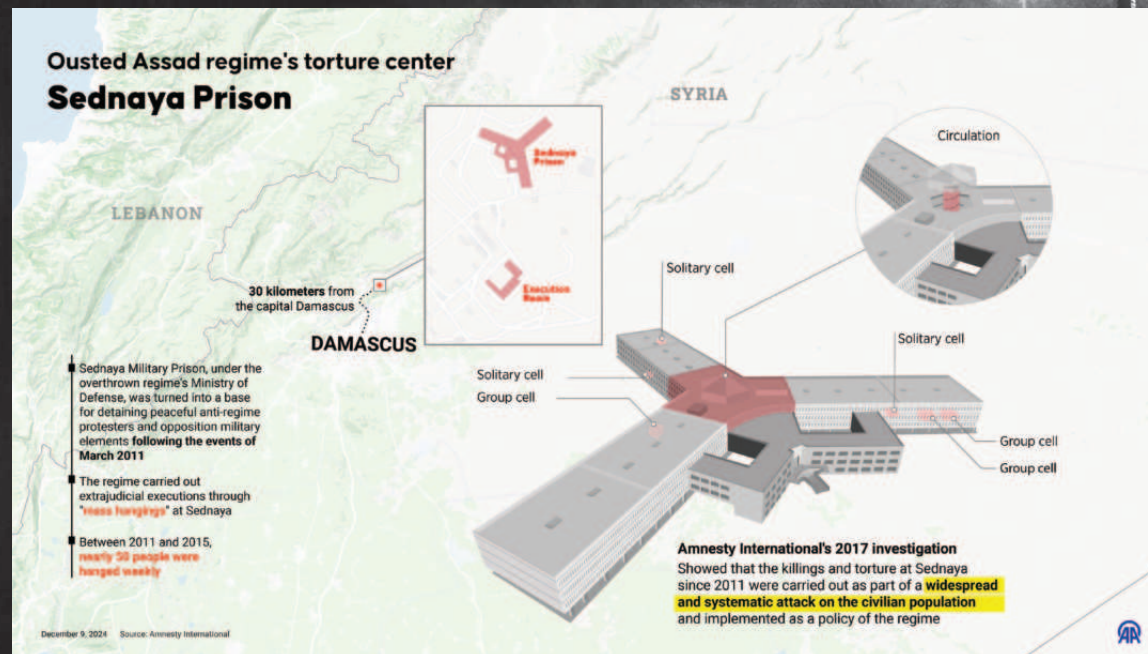 Ousted Assad regime's torture center
Sednaya Prison
SYRIA
LEBANON
Circulation
Sednaya
Prison
Execution
Room
30 kilometers from
the capital Damascus
DAMASCUS
Solitary cell
Solitary cell
Group cell
Solitary cell
Group cell
Group cell
Sednaya Military Prison, under the
overthrown regime's Ministry of
Defense, was turned into a base
for detaining peaceful anti-regime
protesters and opposition military
elements following the events of
March 2011
The regime carried out
extrajudicial executions through
"mass hangings" at Sednaya
Between 2011 and 2015,
nearly 50 people were
hanged weekly
Amnesty International's 2017 investigation
Showed that the killings and torture at Sednaya
since 2011 were carried out as part of a widespread
and systematic attack on the civilian population
and implemented as a policy of the regime
December 9, 2024 Source: Amnesty International
AA